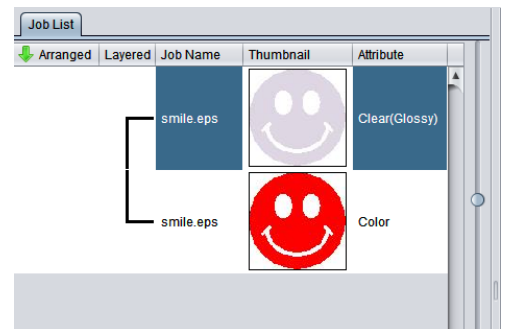 Job List
Arranged Layered Job Name Thumbnail Attribute
smile.eps Clear(Glossy)
smile.eps Color